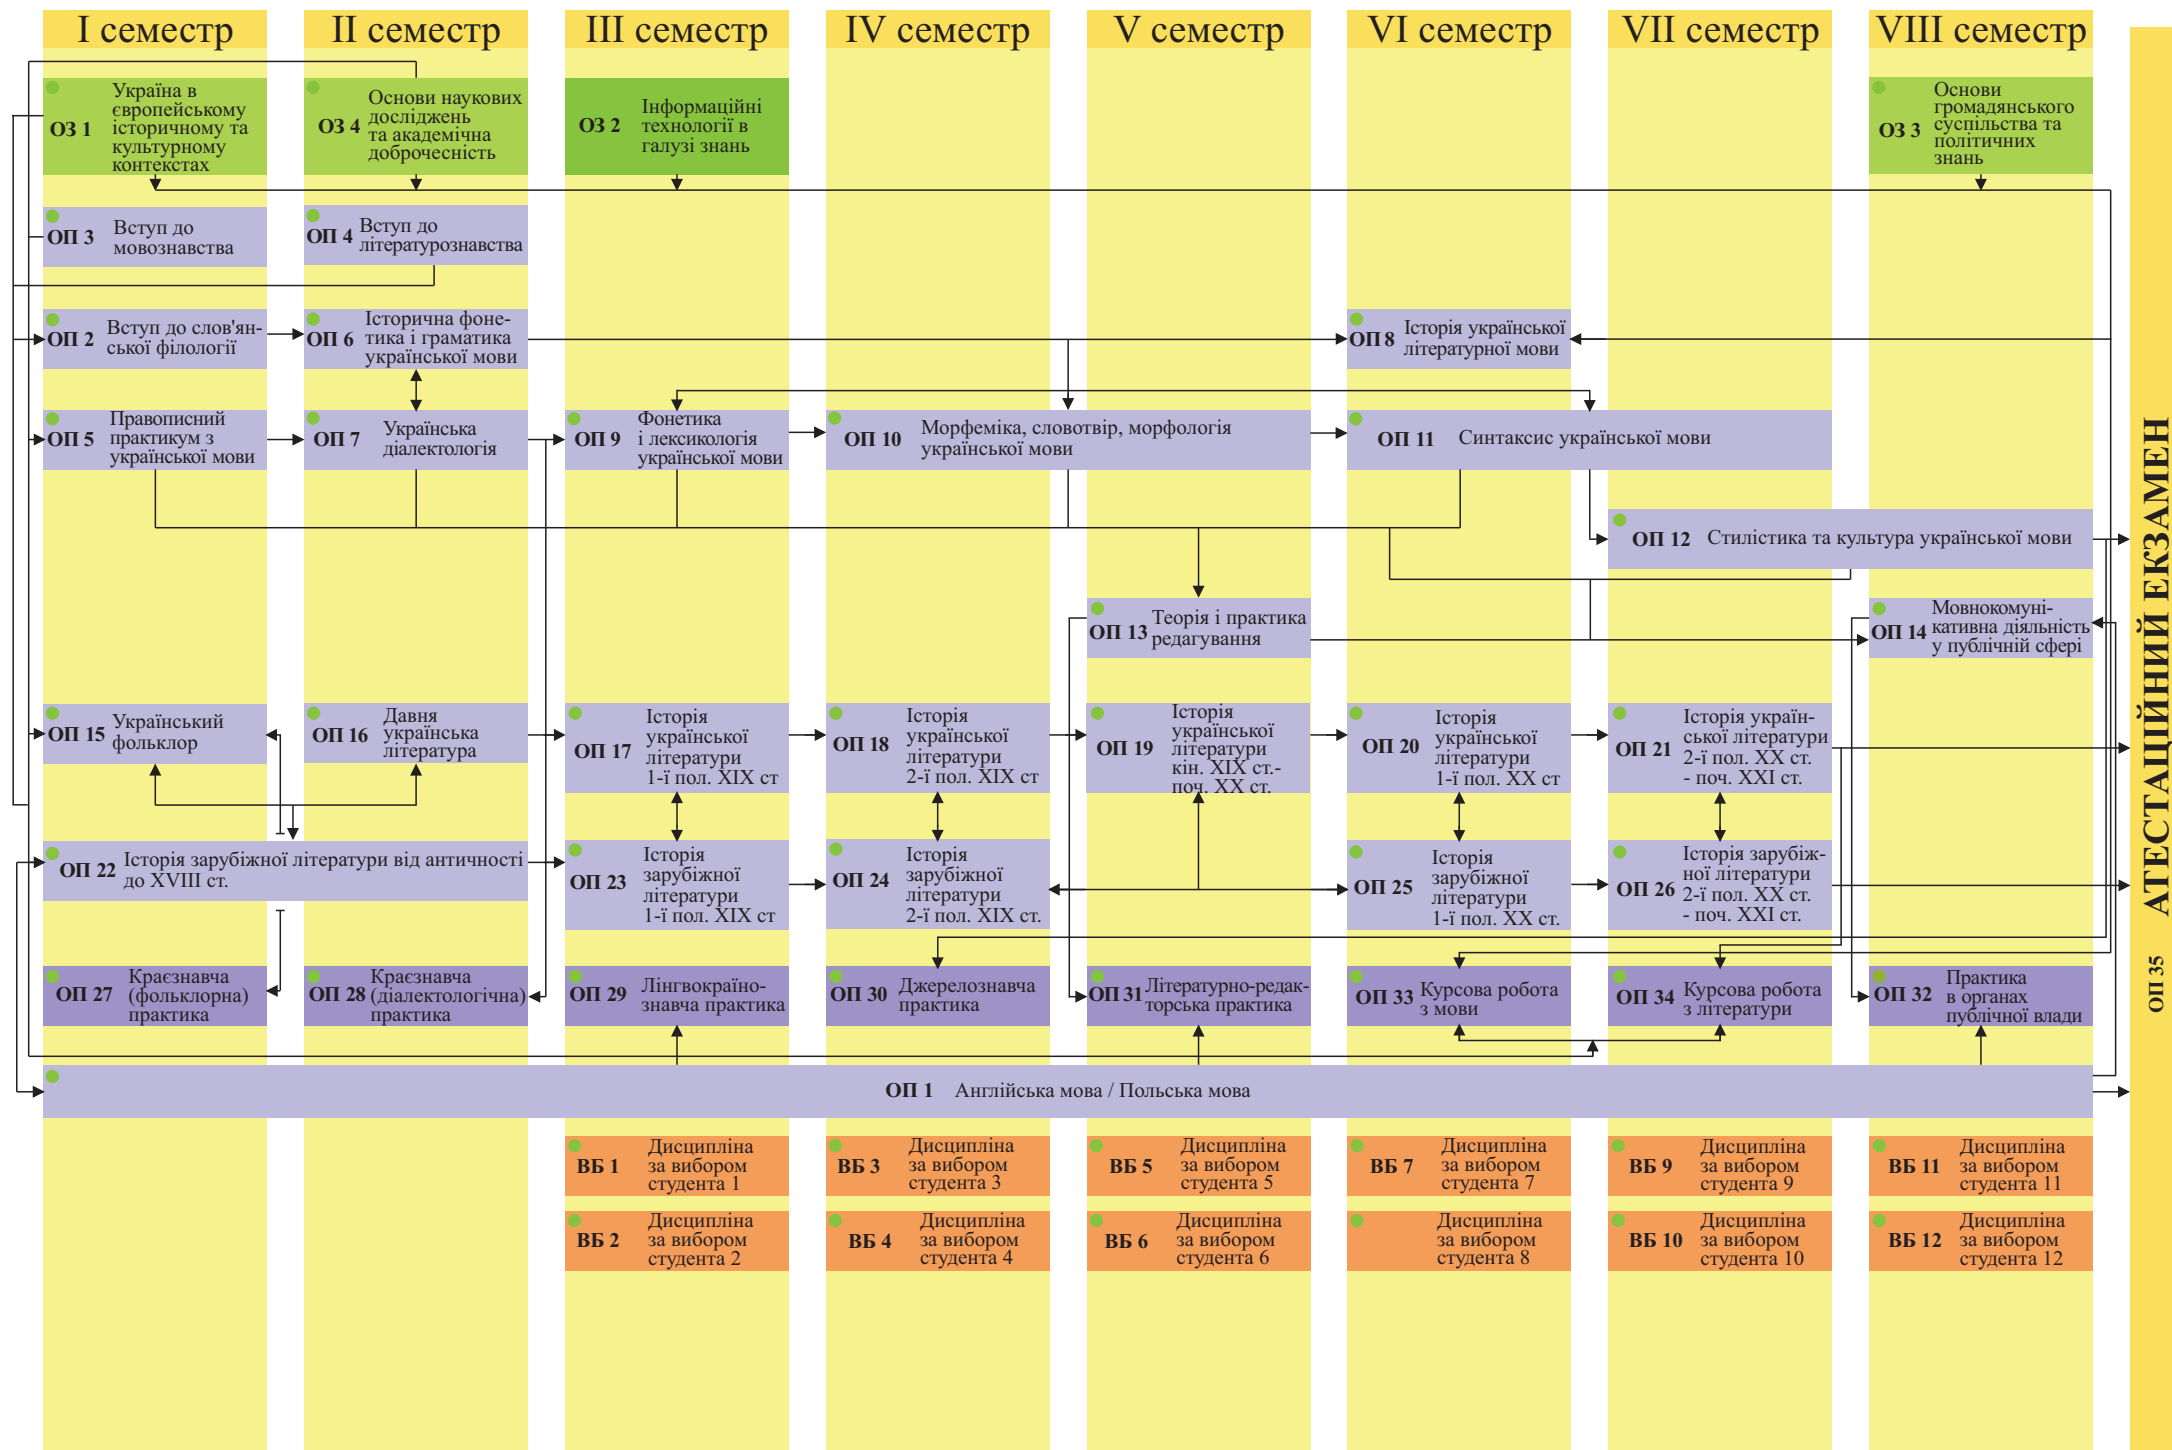 I семестр
II семестр
III семестр
IV семестр
V семестр
VI семестр
VII семестр
VIII семестр
ОЗ 1
Україна в
європейському
історичному та
культурному
контекстах
ОЗ 4
Основи наукових
досліджень
та академічна
доброчесність
ОЗ 2
Інформаційні
технології в
галузі знань
ОЗ 3
Основи
громадянського
суспільства та
політичних
знань
ОП 3
Вступ до
мовознавства
ОП 4
Вступ до
літературознавства
ОП 2
Вступ до слов'ян-
ської філології
ОП 6
Історична фоне-
тика і граматика
української мови
ОП 8
Історія української
літературної мови
ОП 5
Правописний
практикум з
української мови
ОП 7
Українська
діалектологія
ОП 9
Фонетика
і лексикологія
української мови
ОП 10
Морфеміка, словотвір, морфологія
української мови
ОП 11
Синтаксис української мови
ОП 12
Стилістика та культура української мови
ОП 13
Теорія і практика
редагування
ОП 14
Мовнокомуні-
кативна діяльність
у публічній сфері
ОП 15
Український
фольклор
ОП 16
Давня
українська
література
ОП 17
Історія
української
літератури
1-ї пол. XIX ст
ОП 18
Історія
української
літератури
2-ї пол. XIX ст
ОП 19
Історія
української
літератури
кін. XIX ст.-
поч. XX ст.
ОП 20
Історія
української
літератури
1-ї пол. XX ст
ОП 21
Історія україн-
ської літератури
2-ї пол. XX ст.
- поч. XXI ст.
ОП 22
Історія зарубіжної літератури від античності
до XVIII ст.
ОП 23
Історія
зарубіжної
літератури
1-ї пол. XIX ст
ОП 24
Історія
зарубіжної
літератури
2-ї пол. XIX ст.
ОП 25
Історія
зарубіжної
літератури
1-ї пол. XX ст.
ОП 26
Історія зарубіж-
ної літератури
2-ї пол. XX ст.
- поч. XXI ст.
ОП 27
Краєзнавча
(фольклорна)
практика
ОП 28
Краєзнавча
(діалектологічна)
практика
ОП 29
Лінгвокраїно-
знавча практика
ОП 30
Джерелознавча
практика
ОП 31
Літературно-редак-
торська практика
ОП 33
Курсова робота
з мови
ОП 34
Курсова робота
з літератури
ОП 32
Практика
в органах
публічної влади
ОП 1 Англійська мова / Польська мова
ВБ 1
Дисципліна
за вибором
студента 1
ВБ 3
Дисципліна
за вибором
студента 3
ВБ 5
Дисципліна
за вибором
студента 5
ВБ 7
Дисципліна
за вибором
студента 7
ВБ 9
Дисципліна
за вибором
студента 9
ВБ 11
Дисципліна
за вибором
студента 11
ВБ 2
Дисципліна
за вибором
студента 2
ВБ 4
Дисципліна
за вибором
студента 4
ВБ 6
Дисципліна
за вибором
студента 6
Дисципліна
за вибором
студента 8
ВБ 10
Дисципліна
за вибором
студента 10
ВБ 12
Дисципліна
за вибором
студента 12
ОП 35 АТЕСТАЦІЙНИЙ ЕКЗАМЕН